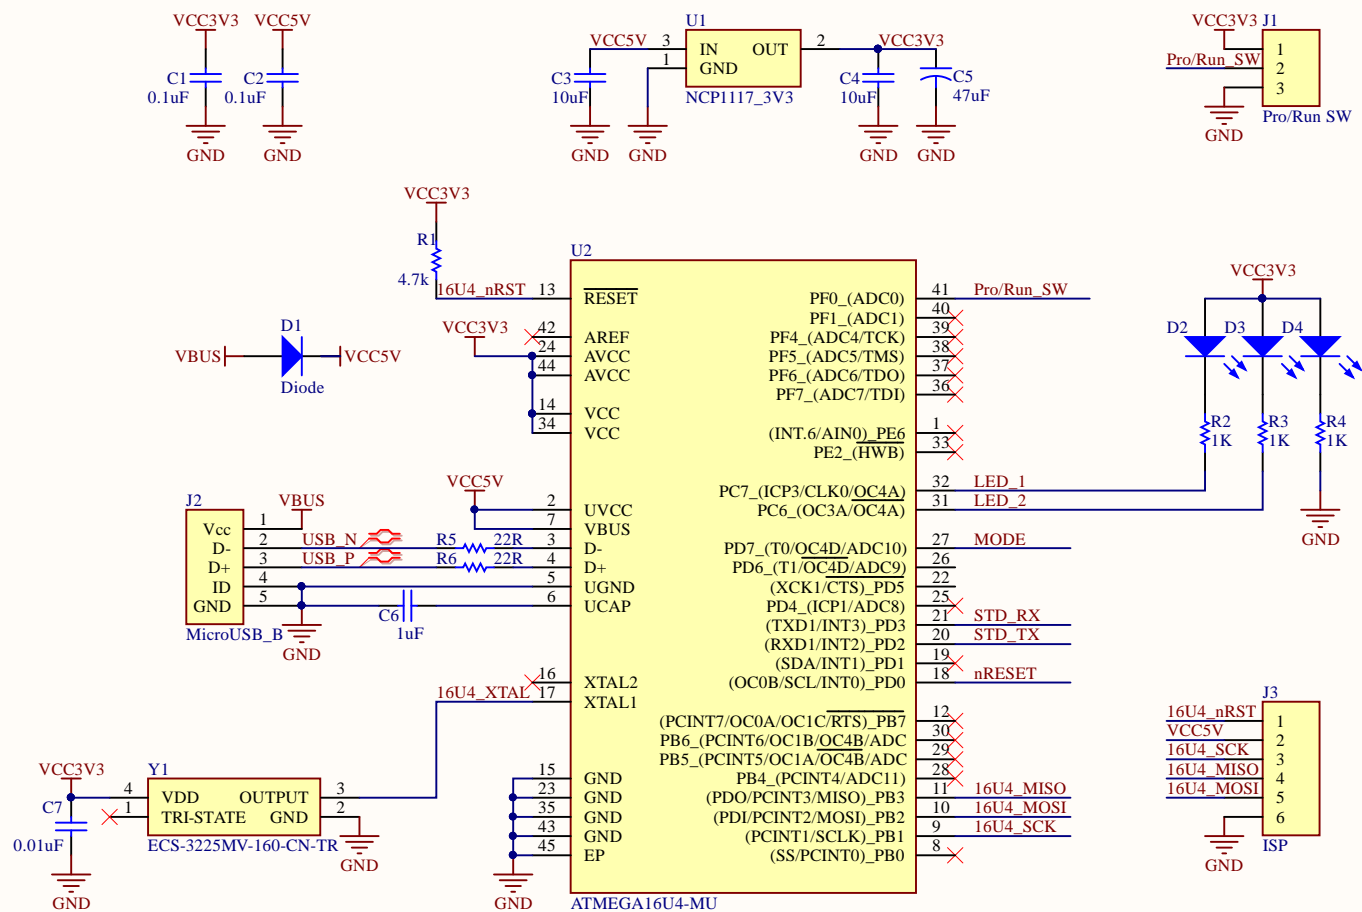 VCC3V3
C1
0.1uF
GND
VCC5V
C2
0.1uF
GND
U1
VCC5V 3 IN OUT 2 VCC3V3
1 GND
NCP1117_3V3
C3
10uF
GND
GND
C4
10uF
GND
C5
47uF
GND
VCC3V3 J1
1
Pro/Run_SW 2
3
GND
Pro/Run SW
VCC3V3
R1
4.7k
VBUS D1 VCC5V
Diode
U2
16U4_nRST 13 RESET
42 AREF
VCC3V3
24 AVCC
44 AVCC
14 VCC
34 VCC
VCC5V
2 UVCC
7 VBUS
3 D-
4 D+
5 UGND
6 UCAP
16 XTAL2
16U4_XTAL 17 XTAL1
15 GND
23 GND
35 GND
43 GND
45 EP
GND
ATMEGA16U4-MU
PF0_(ADC0) 41 Pro/Run_SW
PF1_(ADC1) 40
PF4_(ADC4/TCK) 39
PF5_(ADC5/TMS) 38
PF6_(ADC6/TDO) 37
PF7_(ADC7/TDI) 36
(INT.6/AIN0)_PE6 1
PE2_(HWB) 33
PC7_(ICP3/CLK0/OC4A) 32 LED_1
PC6_(OC3A/OC4A) 31 LED_2
PD7_(T0/OC4D/ADC10) 27 MODE
PD6_(T1/OC4D/ADC9) 26
(XCK1/CTS)_PD5 22
PD4_(ICP1/ADC8) 25
(TXD1/INT3)_PD3 21 STD_RX
(RXD1/INT2)_PD2 20 STD_TX
(SDA/INT1)_PD1 19
(OC0B/SCL/INT0)_PD0 18 nRESET
(PCINT7/OC0A/OC1C/RTS)_PB7 12
PB6_(PCINT6/OC1B/OC4B/ADC 30
PB5_(PCINT5/OC1A/OC4B/ADC 29
PB4_(PCINT4/ADC11) 28
(PDO/PCINT3/MISO)_PB3 11 16U4_MISO
(PDI/PCINT2/MOSI)_PB2 10 16U4_MOSI
(PCINT1/SCLK)_PB1 9 16U4_SCK
(SS/PCINT0)_PB0 8
J2
Vcc 1 VBUS
D- 2 USB_N R5 22R
D+ 3 USB_P R6 22R
ID 4
GND 5
MicroUSB_B
GND
C6
1uF
VCC3V3 Y1
4 VDD OUTPUT 3
1 TRI-STATE GND 2
ECS-3225MV-160-CN-TR
C7
0.01uF
GND
GND
VCC3V3
D2 D3 D4
R2 R3 R4
1K 1K 1K
GND
J3
16U4_nRST 1
VCC5V 2
16U4_SCK 3
16U4_MISO 4
16U4_MOSI 5
6
GND
ISP